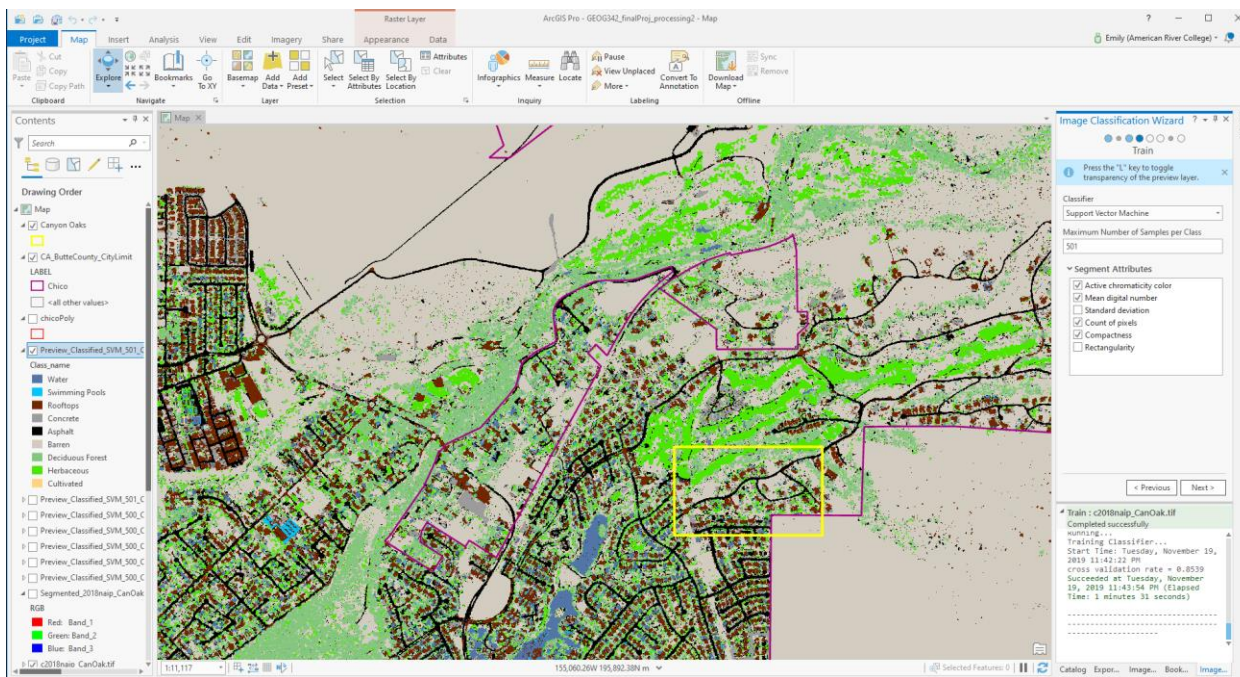 Raster Layer
ArcGIS Pro - GEOG342_finalProj_processing2 - Map
?
Project Map Insert Analysis View Edit Imagery Share Appearance Data
Emily (American River College)
Cut
Copy
Copy Path
Paste
Clipboard
Explore
Bookmarks
Go To XY
Navigate
Basemap
Add Data
Add Preset
Layer
Select
Select By Attributes
Select By Location
Attributes
Clear
Selection
Infographics
Measure
Locate
Inquiry
Pause
View Unplaced
More
Convert To Annotation
Labeling
Download Map
Sync
Remove
Offline
Contents
Search
Drawing Order
Map
Canyon Oaks
CA_ButteCounty_CityLimit
LABEL
Chico
<all other values>
chicoPoly
Preview_Classified_SVM_501_C
Class_name
Water
Swimming Pools
Rooftops
Concrete
Asphalt
Barren
Deciduous Forest
Herbaceous
Cultivated
Preview_Classified_SVM_501_C
Preview_Classified_SVM_500_C
Preview_Classified_SVM_500_C
Preview_Classified_SVM_500_C
Preview_Classified_SVM_500_C
Preview_Classified_SVM_500_C
Segmented_2018naip_CanOak
RGB
Red: Band_1
Green: Band_2
Blue: Band_3
c2018naip_CanOak.tif
Map
1:11,117
155,060.26W 195,892.38N m
Selected Features: 0
Image Classification Wizard
Train
Press the "L" key to toggle
transparency of the preview layer.
Classifier
Support Vector Machine
Maximum Number of Samples per Class
501
Segment Attributes
Active chromaticity color
Mean digital number
Standard deviation
Count of pixels
Compactness
Rectangularity
< Previous
Next >
Train : c2018naip_CanOak.tif
Completed successfully
Running...
Training Classifier...
Start Time: Tuesday, November 19,
2019 11:42:22 PM
cross validation rate = 0.8539
Succeeded at Tuesday, November
19, 2019 11:43:54 PM (Elapsed
Time: 1 minutes 31 seconds)
Catalog Expor... Image... Book... Image...